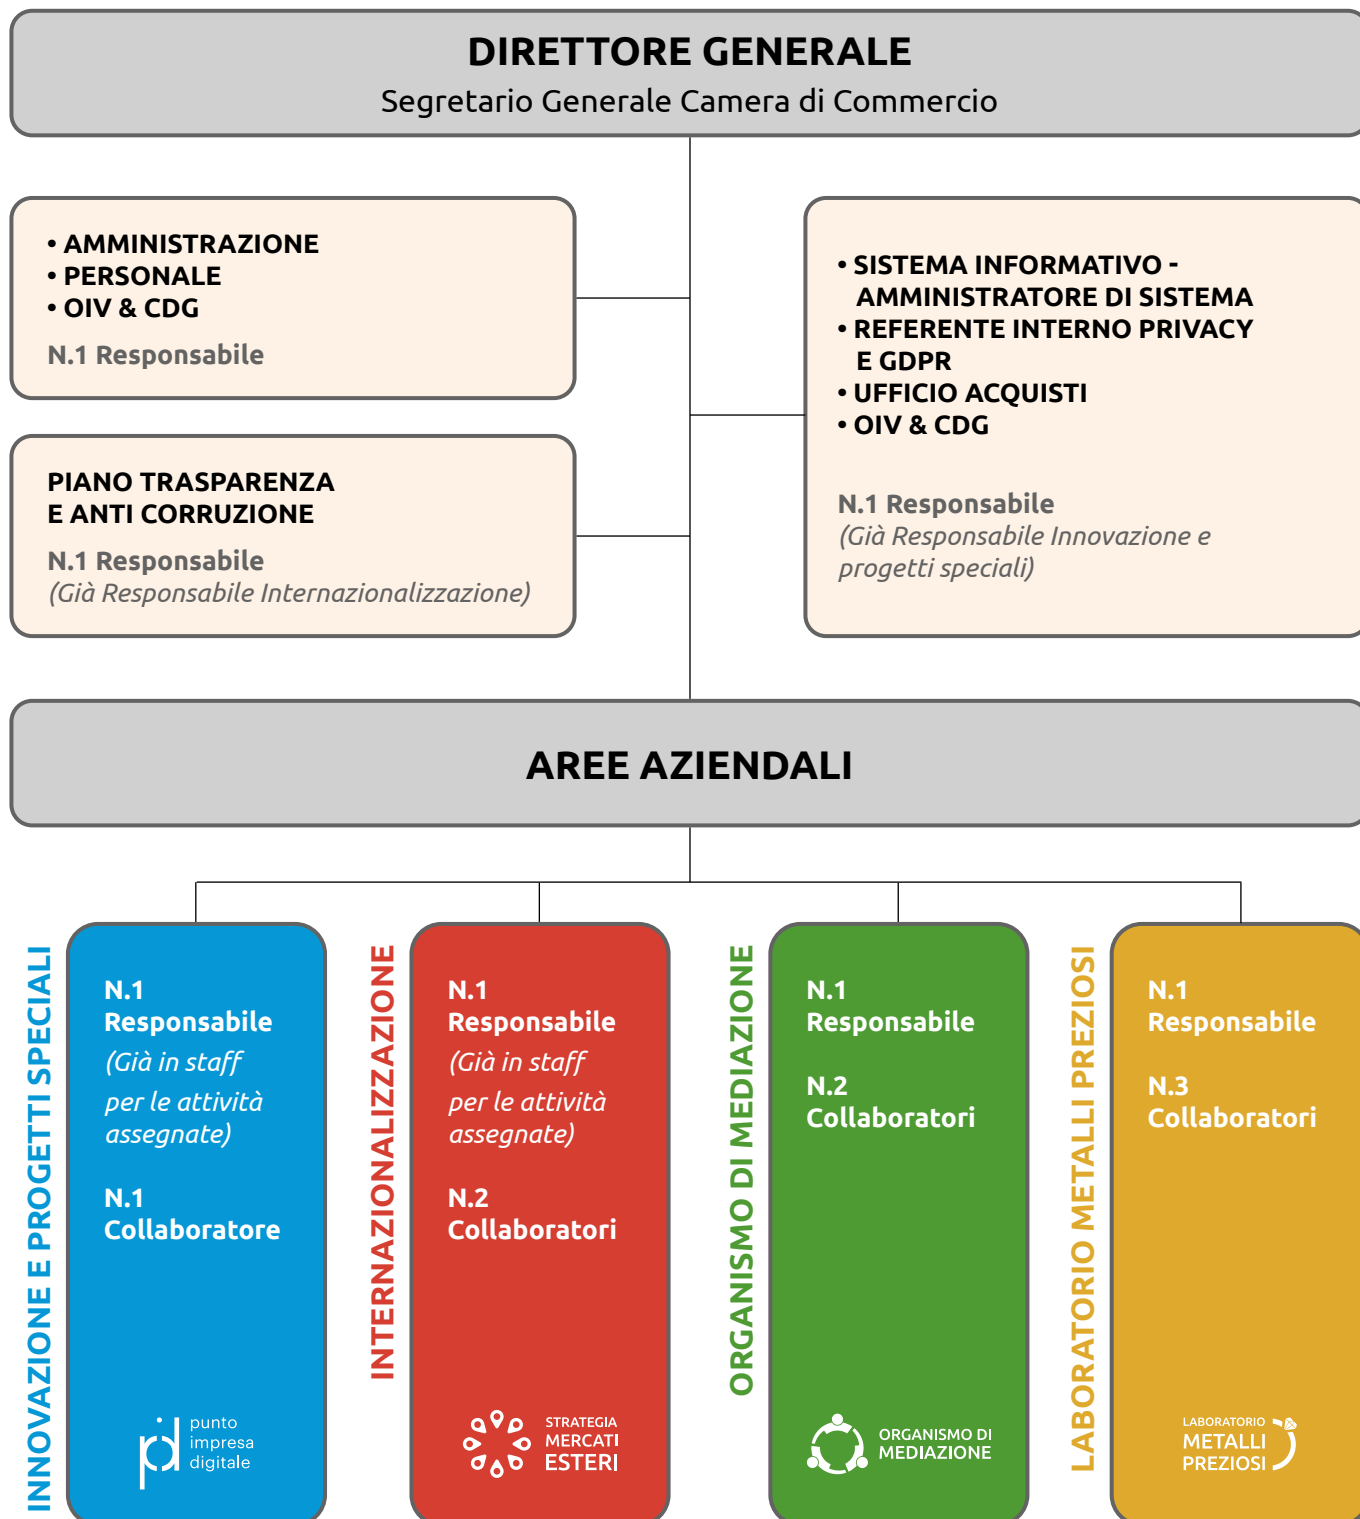 DIRETTORE GENERALE
Segretario Generale Camera di Commercio
• AMMINISTRAZIONE
• PERSONALE
• OIV & CDG
N.1 Responsabile
PIANO TRASPARENZA
E ANTI CORRUZIONE
N.1 Responsabile
(Già Responsabile Internazionalizzazione)
• SISTEMA INFORMATIVO -
AMMINISTRATORE DI SISTEMA
• REFERENTE INTERNO PRIVACY
E GDPR
• UFFICIO ACQUISTI
• OIV & CDG
N.1 Responsabile
(Già Responsabile Innovazione e
progetti speciali)
AREE AZIENDALI
INNOVAZIONE E PROGETTI SPECIALI
N.1
Responsabile
(Già in staff
per le attività
assegnate)
N.1
Collaboratore
punto
impresa
digitale
INTERNAZIONALIZZAZIONE
N.1
Responsabile
(Già in staff
per le attività
assegnate)
N.2
Collaboratori
STRATEGIA
MERCATI
ESTERI
ORGANISMO DI MEDIAZIONE
N.1
Responsabile
N.2
Collaboratori
ORGANISMO DI
MEDIAZIONE
LABORATORIO METALLI PREZIOSI
N.1
Responsabile
N.3
Collaboratori
LABORATORIO
METALLI
PREZIOSI